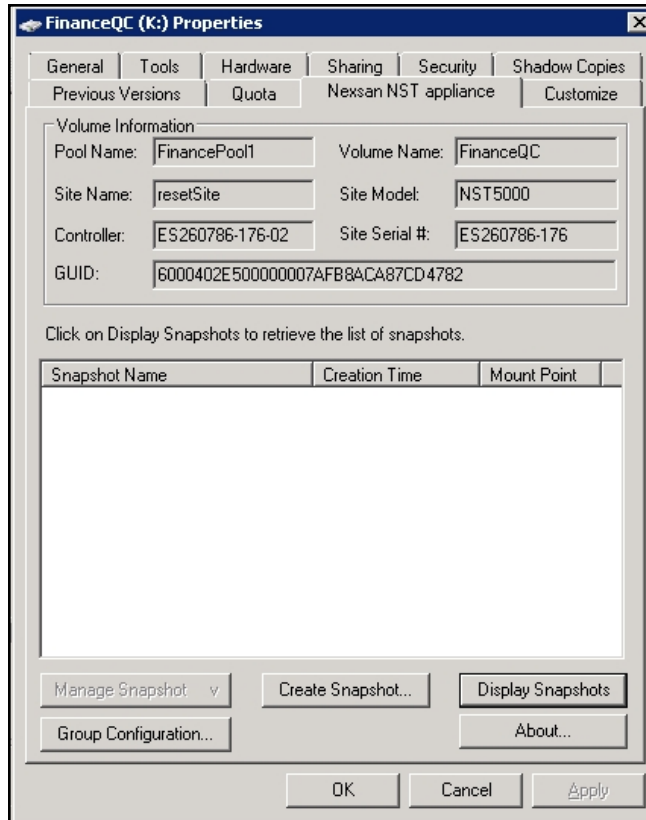 FinanceQC (K:) Properties
General Tools Hardware Sharing Security Shadow Copies
Previous Versions Quota Nexsan NST appliance Customize
Volume Information
Pool Name: FinancePool1 Volume Name: FinanceQC
Site Name: resetSite Site Model: NST5000
Controller: ES260786-176-02 Site Serial #: ES260786-176
GUID: 6000402E500000007AFB8ACA87CD4782
Click on Display Snapshots to retrieve the list of snapshots.
Snapshot Name Creation Time Mount Point
Manage Snapshot v Create Snapshot... Display Snapshots
Group Configuration... About...
OK Cancel Apply